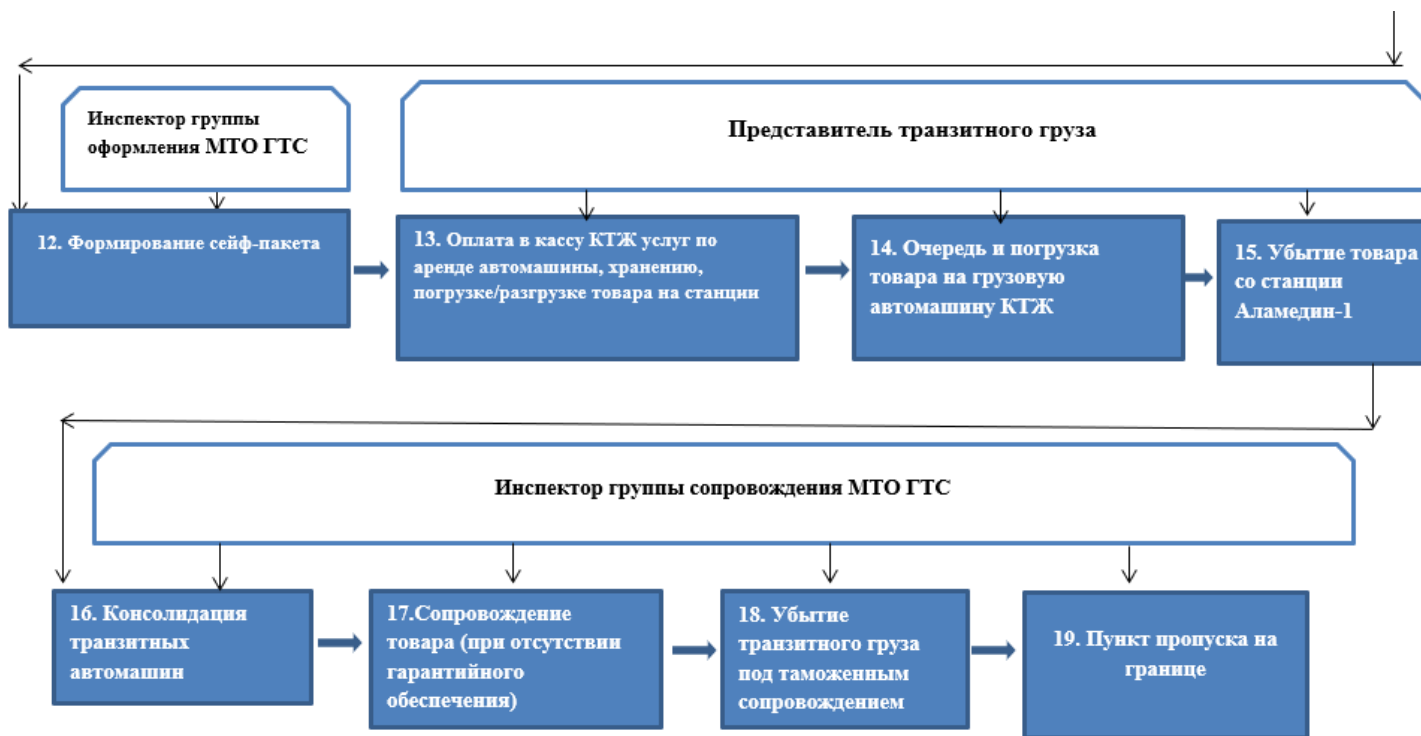 Инспектор группы
оформления МТО ГТС
Представитель транзитного груза
12. Формирование сейф-пакета
13. Оплата в кассу КТЖ услуг по
аренде автомашины, хранению,
погрузке/разгрузке товара на станции
14. Очередь и погрузка
товара на грузовую
автомашину КТЖ
15. Убытие товара
со станции
Аламедин-1
Инспектор группы сопровождения МТО ГТС
16. Консолидация
транзитных
автомашин
17.Сопровождение
товара (при отсутствии
гарантийного
обеспечения)
18. Убытие
транзитного груза
под таможенным
сопровождением
19. Пункт пропуска на
границе